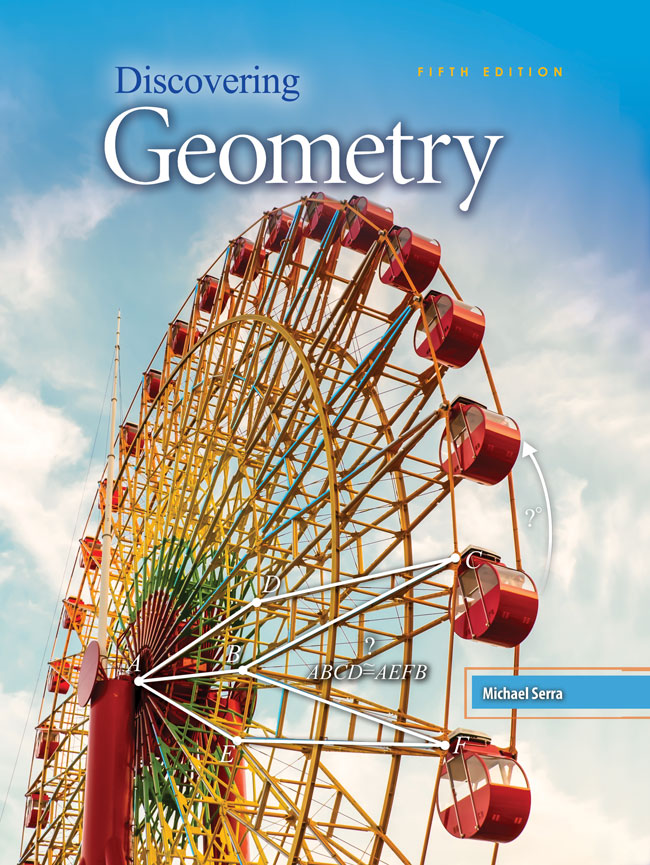 FIFTH EDITION
Discovering
Geometry
?°
C
D
?
B
A
ABCD≅AEFB
Michael Serra
E
F